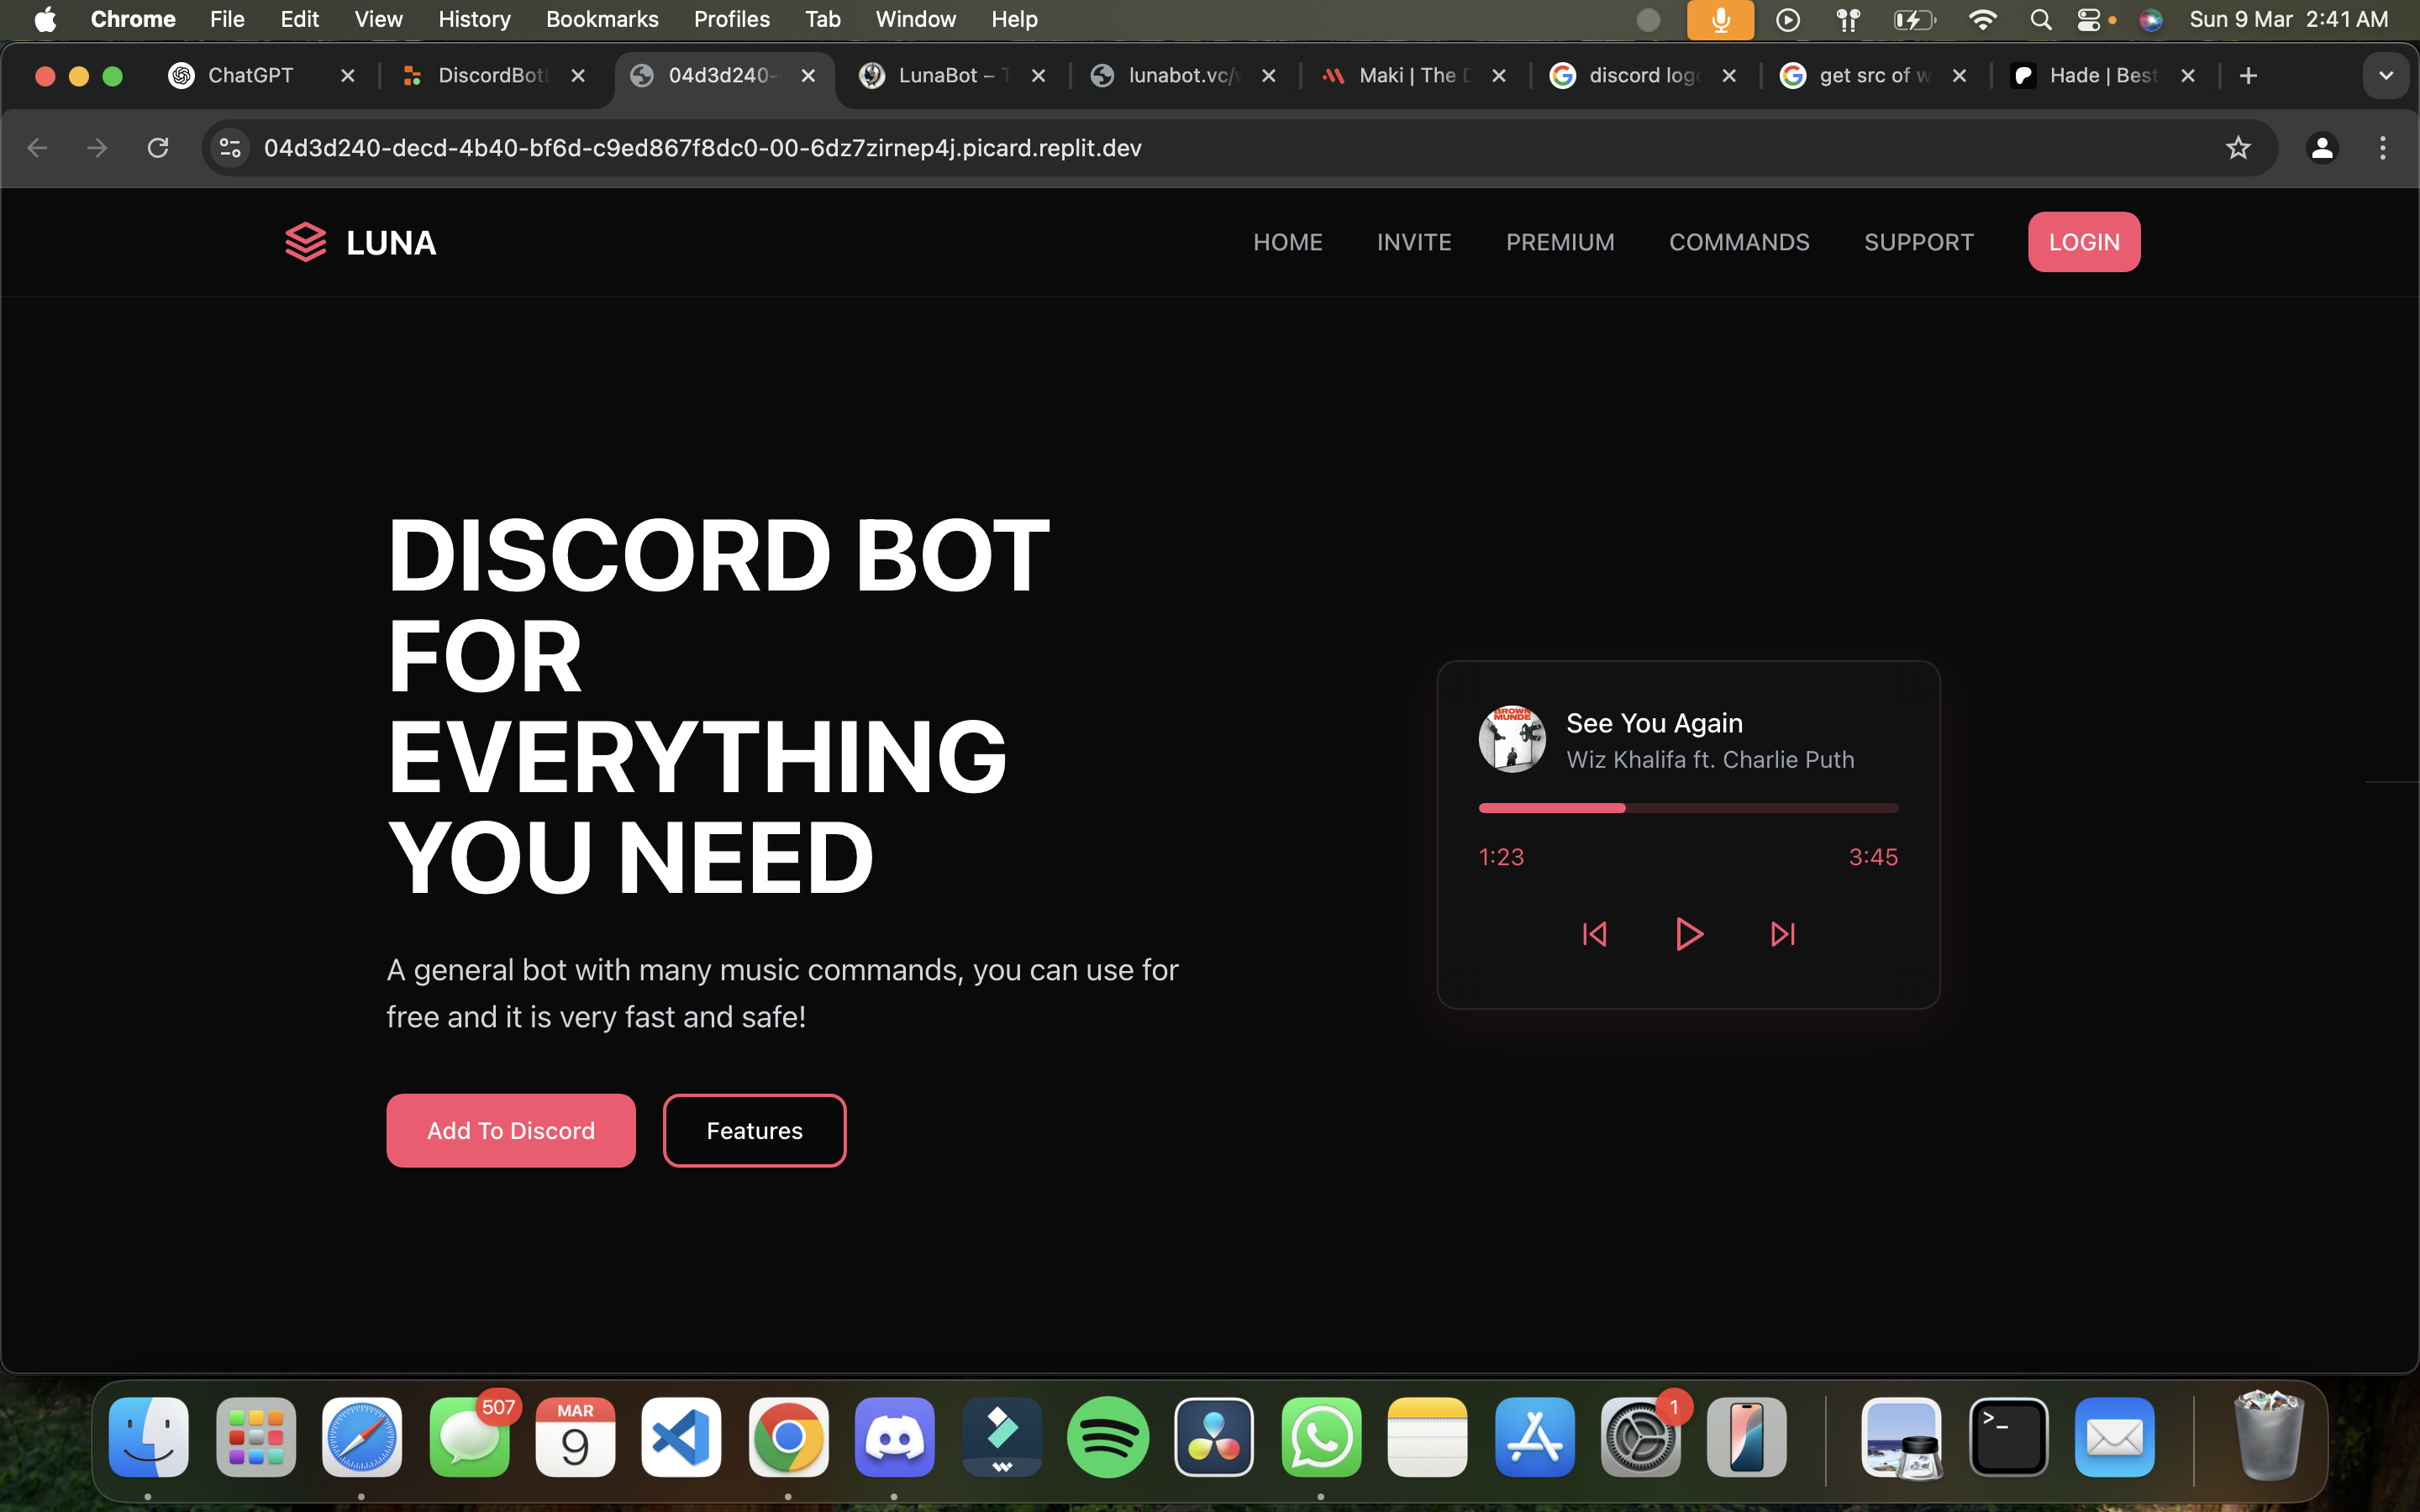 Chrome File Edit View History Bookmarks Profiles Tab Window Help Sun 9 Mar 2:41 AM
ChatGPT DiscordBotL 04d3d240- LunaBot – T lunabot.vc/ Maki | The D discord log get src of w Hade | Best
04d3d240-decd-4b40-bf6d-c9ed867f8dc0-00-6dz7zirnep4j.picard.replit.dev
LUNA HOME INVITE PREMIUM COMMANDS SUPPORT LOGIN
DISCORD BOT
FOR
EVERYTHING
YOU NEED
A general bot with many music commands, you can use for
free and it is very fast and safe!
Add To Discord Features
BROWN
MUNDE
See You Again
Wiz Khalifa ft. Charlie Puth
1:23 3:45
507
MAR
9
1
>_